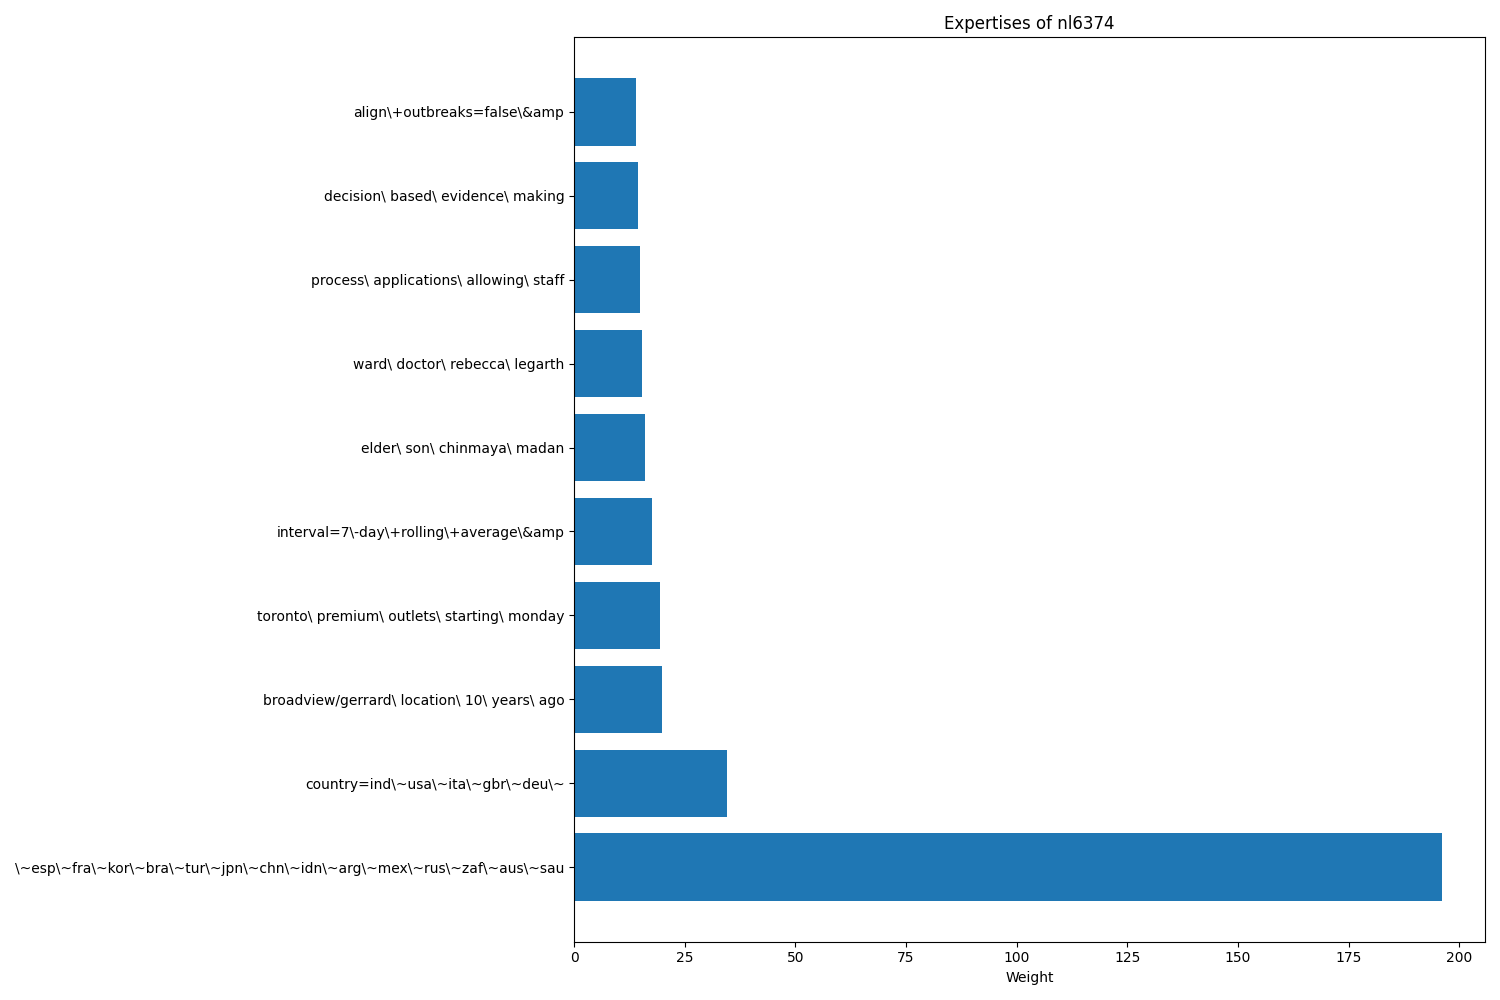 Expertises of nl6374
align\+outbreaks=false\&amp
decision\ based\ evidence\ making
process\ applications\ allowing\ staff
ward\ doctor\ rebecca\ legarth
elder\ son\ chinmaya\ madan
interval=7\-day\+rolling\+average\&amp
toronto\ premium\ outlets\ starting\ monday
broadview/gerrard\ location\ 10\ years\ ago
country=ind\~usa\~ita\~gbr\~deu\~
\~esp\~fra\~kor\~bra\~tur\~jpn\~chn\~idn\~arg\~mex\~rus\~zaf\~aus\~sau
0 25 50 75 100 125 150 175 200
Weight